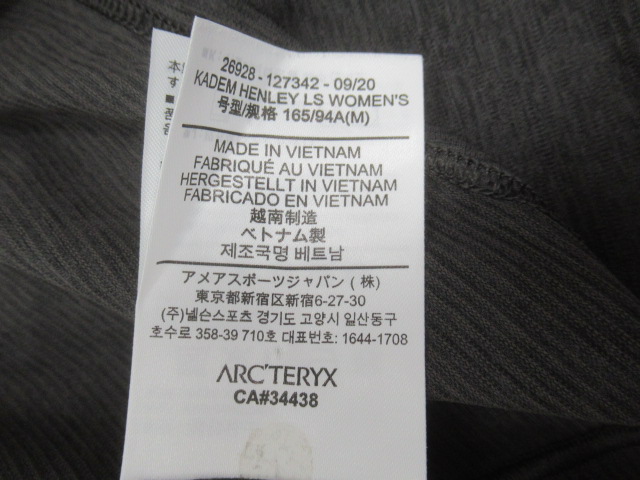 26928 - 127342 - 09/20
KADEM HENLEY LS WOMEN'S
号型/规格 165/94A(M)
MADE IN VIETNAM
FABRIQUÉ AU VIETNAM
HERGESTELLT IN VIETNAM
FABRICADO EN VIETNAM
越南制造
ベトナム製
제조국명 베트남
アメアスポーツジャパン (株)
東京都新宿区新宿6-27-30
(주)넬슨스포츠 경기도 고양시 일산동구
호수로 358-39 710호 대표번호: 1644-1708
ARC'TERYX
CA#34438